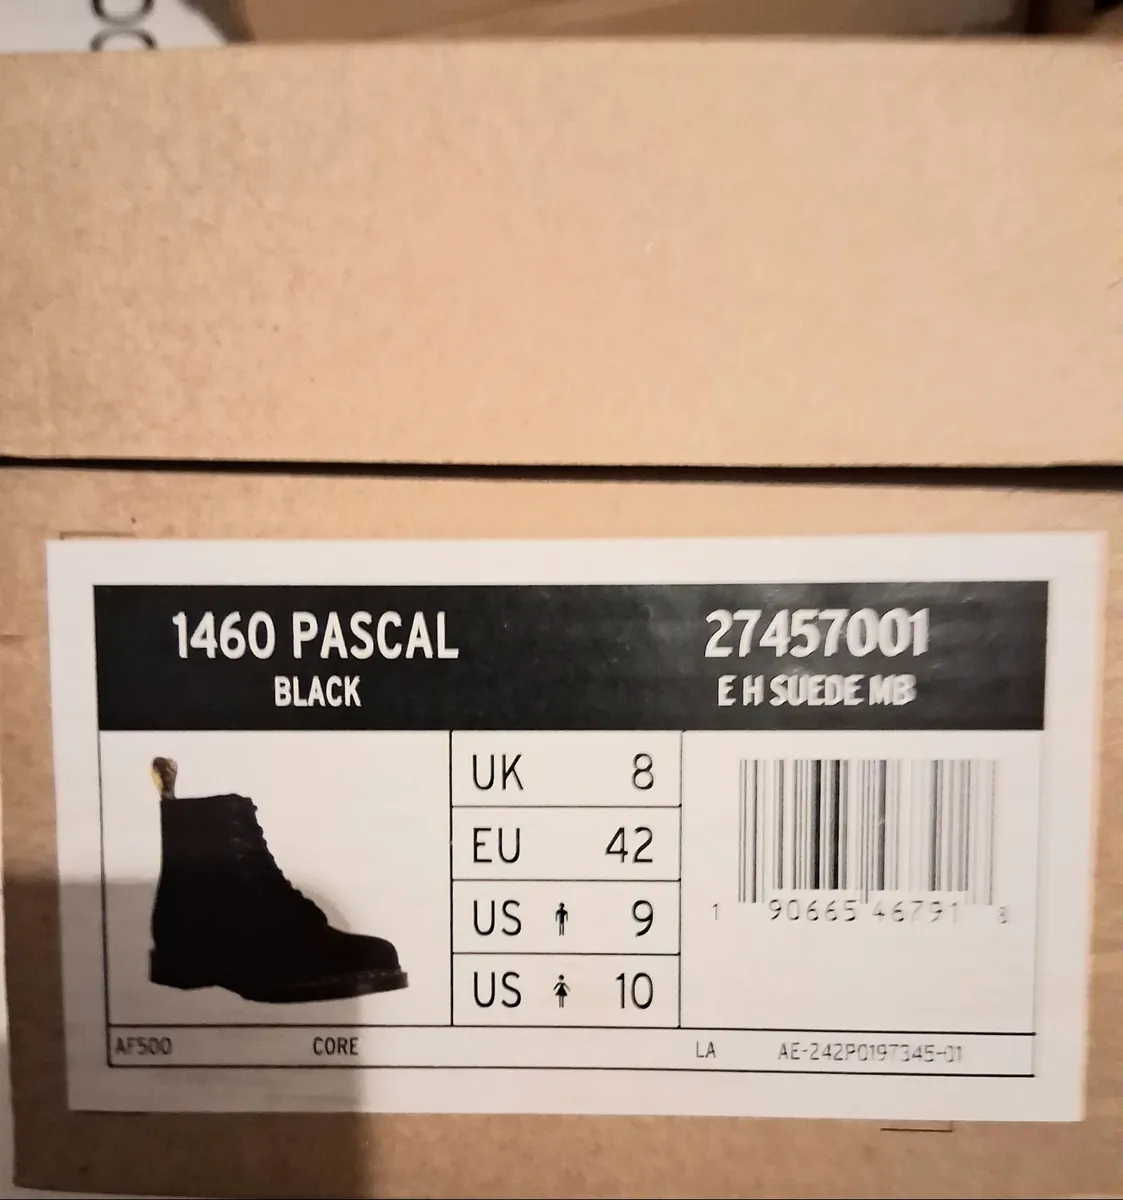 1460 PASCAL
BLACK
27457001
E H SUEDE MB
UK 8
EU 42
US 9
US 10
1 90665 46791 8
AF500 CORE LA AE-242P0197345-01